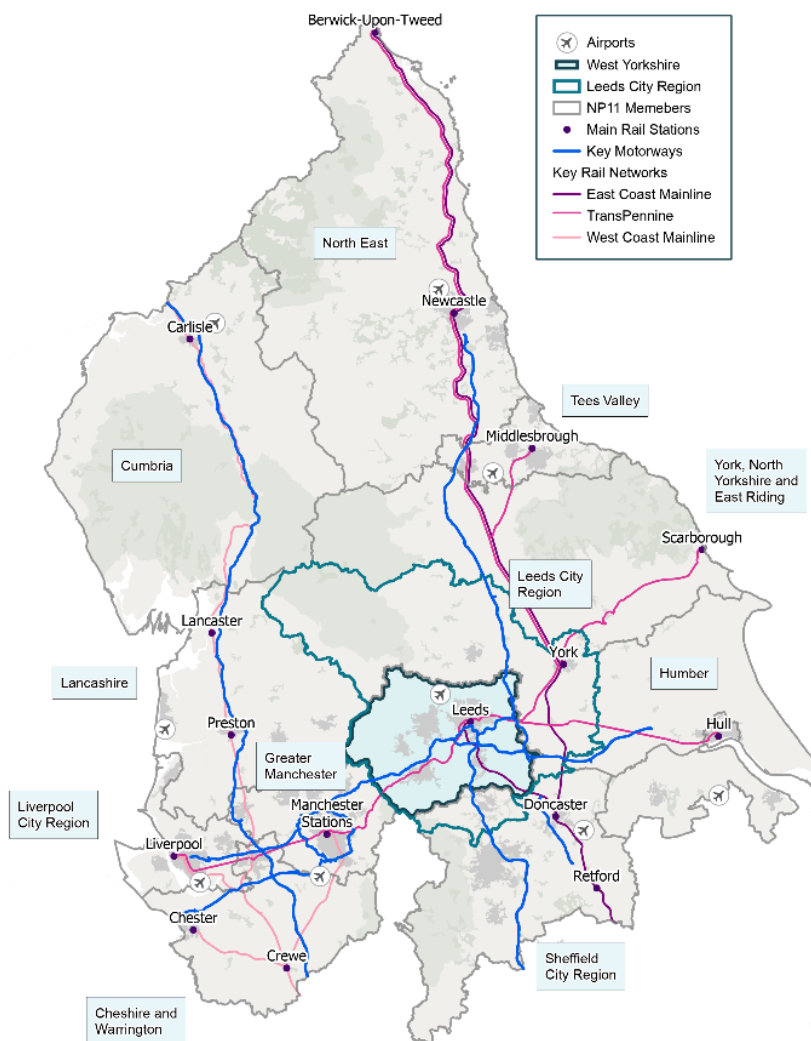 Berwick-Upon-Tweed
Airports
West Yorkshire
Leeds City Region
NP11 Memebers
Main Rail Stations
Key Motorways
Key Rail Networks
East Coast Mainline
TransPennine
West Coast Mainline
North East
Newcastle
Carlisle
Tees Valley
Middlesbrough
Cumbria
York, North
Yorkshire and
East Riding
Scarborough
Leeds City
Region
Lancaster
York
Lancashire
Humber
Leeds
Preston
Hull
Greater
Manchester
Liverpool
City Region
Manchester
Stations
Doncaster
Liverpool
Retford
Chester
Crewe
Sheffield
City Region
Cheshire and
Warrington